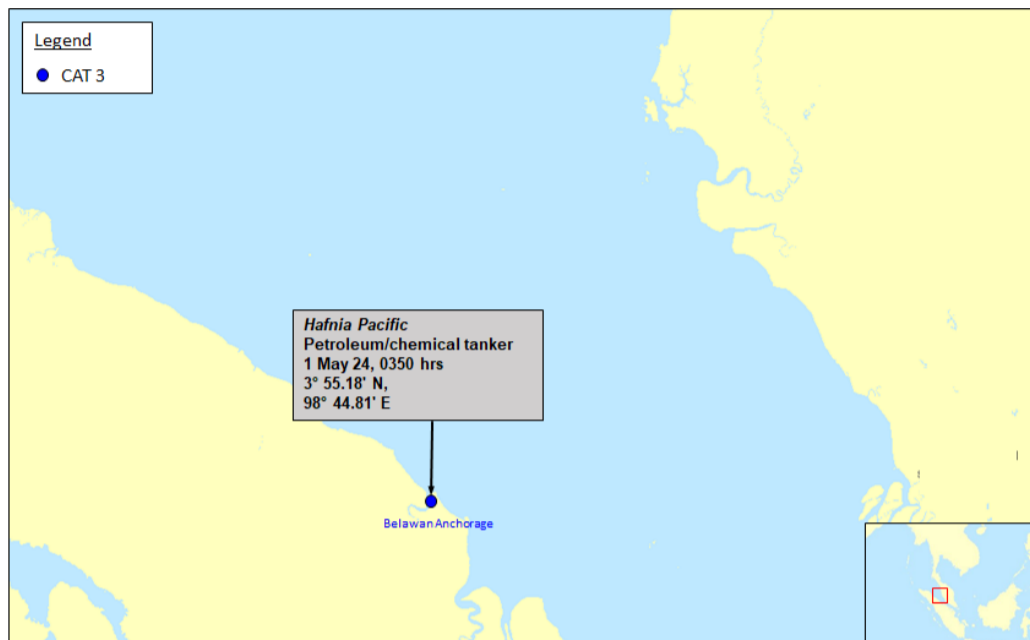 Legend
CAT 3
Hafnia Pacific
Petroleum/chemical tanker
1 May 24, 0350 hrs
3° 55.18' N,
98° 44.81' E
Belawan Anchorage